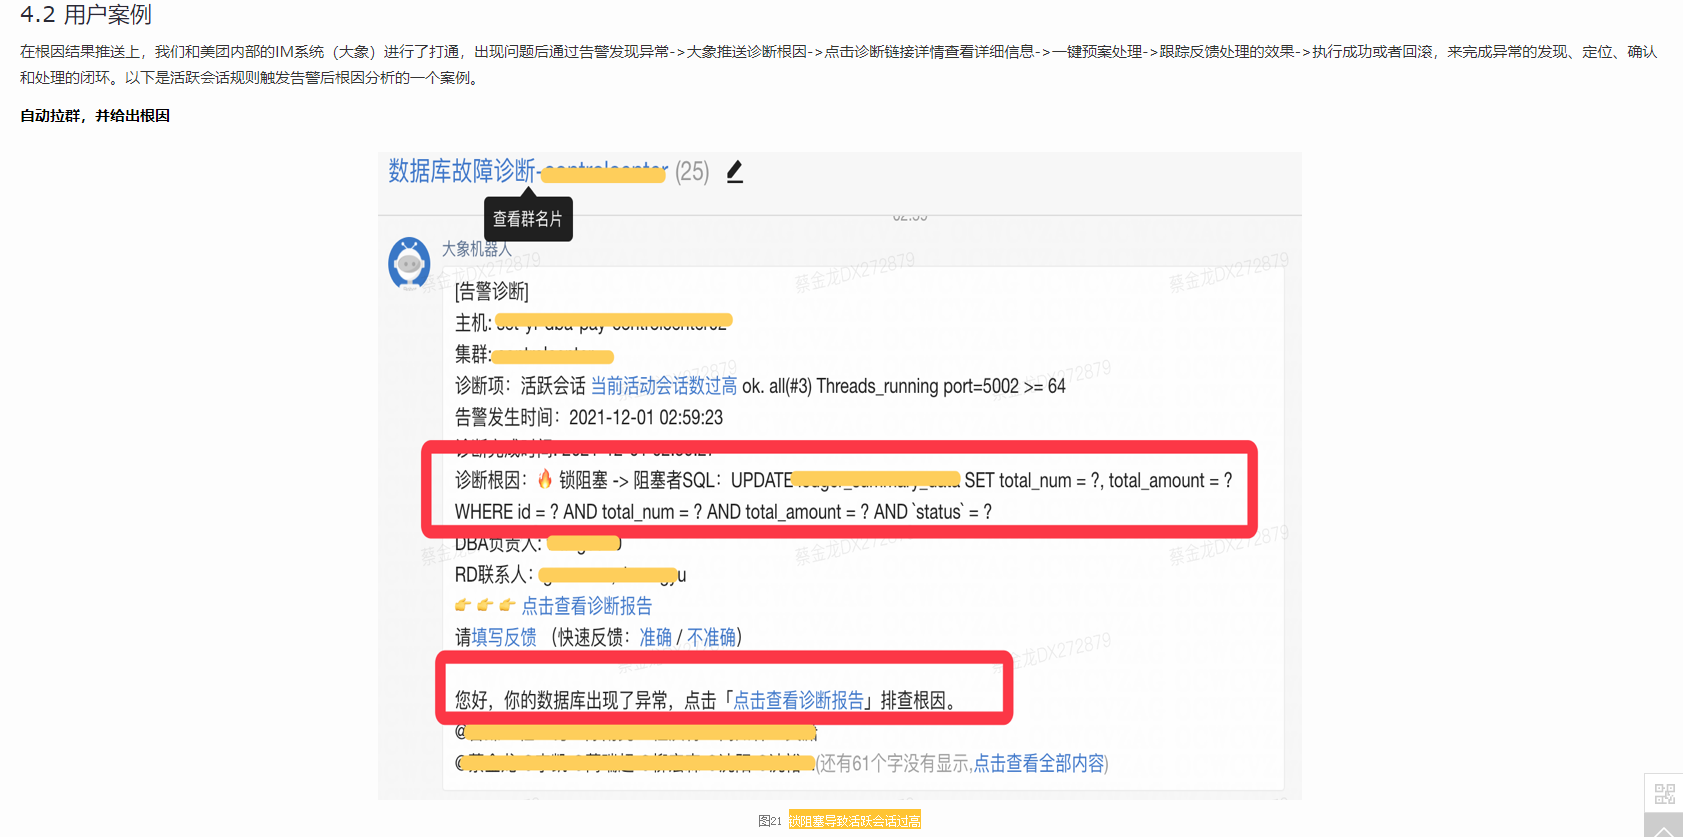 4.2 用户案例
在根因结果推送上，我们和美团内部的IM系统（大象）进行了打通，出现问题后通过告警发现异常->大象推送诊断根因->点击诊断链接详情查看详细信息->一键预案处理->跟踪反馈处理的效果->执行成功或者回滚，来完成异常的发现、定位、确认
和处理的闭环。以下是活跃会话规则触发告警后根因分析的一个案例。
自动拉群，并给出根因
数据库故障诊断- (25)
查看群名片
大象机器人
[告警诊断]
主机:
集群:
诊断项：活跃会话 当前活动会话数过高 ok. all(#3) Threads_running port=5002 >= 64
告警发生时间：2021-12-01 02:59:23
诊断根因：🔥 锁阻塞 -> 阻塞者SQL：UPDATE SET total_num = ?, total_amount = ?
WHERE id = ? AND total_num = ? AND total_amount = ? AND `status` = ?
DBA负责人:
RD联系人：
👉 👉 👉 点击查看诊断报告
请填写反馈 （快速反馈：准确 / 不准确)
您好，你的数据库出现了异常，点击「点击查看诊断报告」排查根因。
@
@ (还有61个字没有显示,点击查看全部内容)
蔡金龙DX272879
图21 锁阻塞导致活跃会话过高